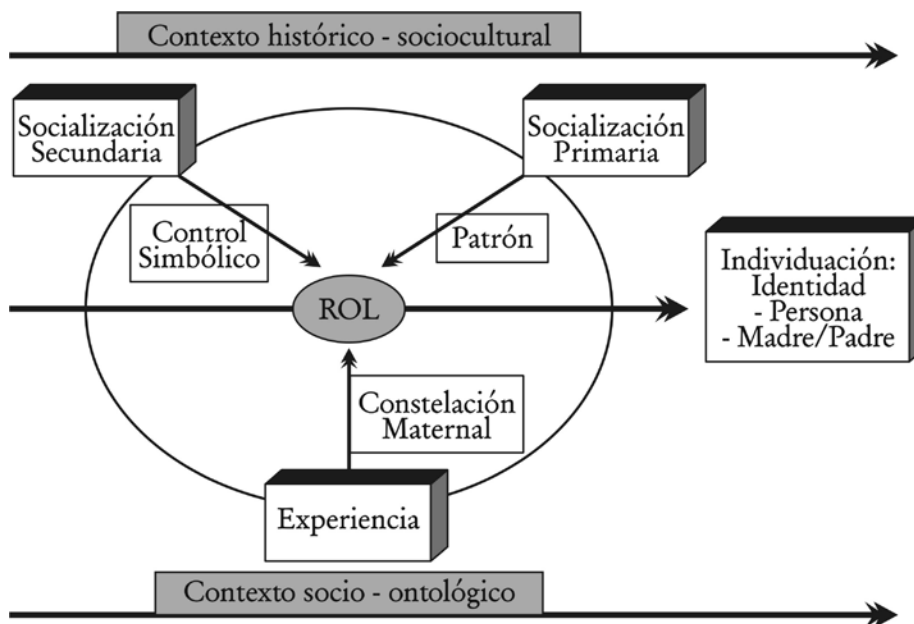 Contexto histórico - sociocultural
Socialización
Secundaria
Socialización
Primaria
Control
Simbólico
Patrón
ROL
Individuación:
Identidad
- Persona
- Madre/Padre
Constelación
Maternal
Experiencia
Contexto socio - ontológico